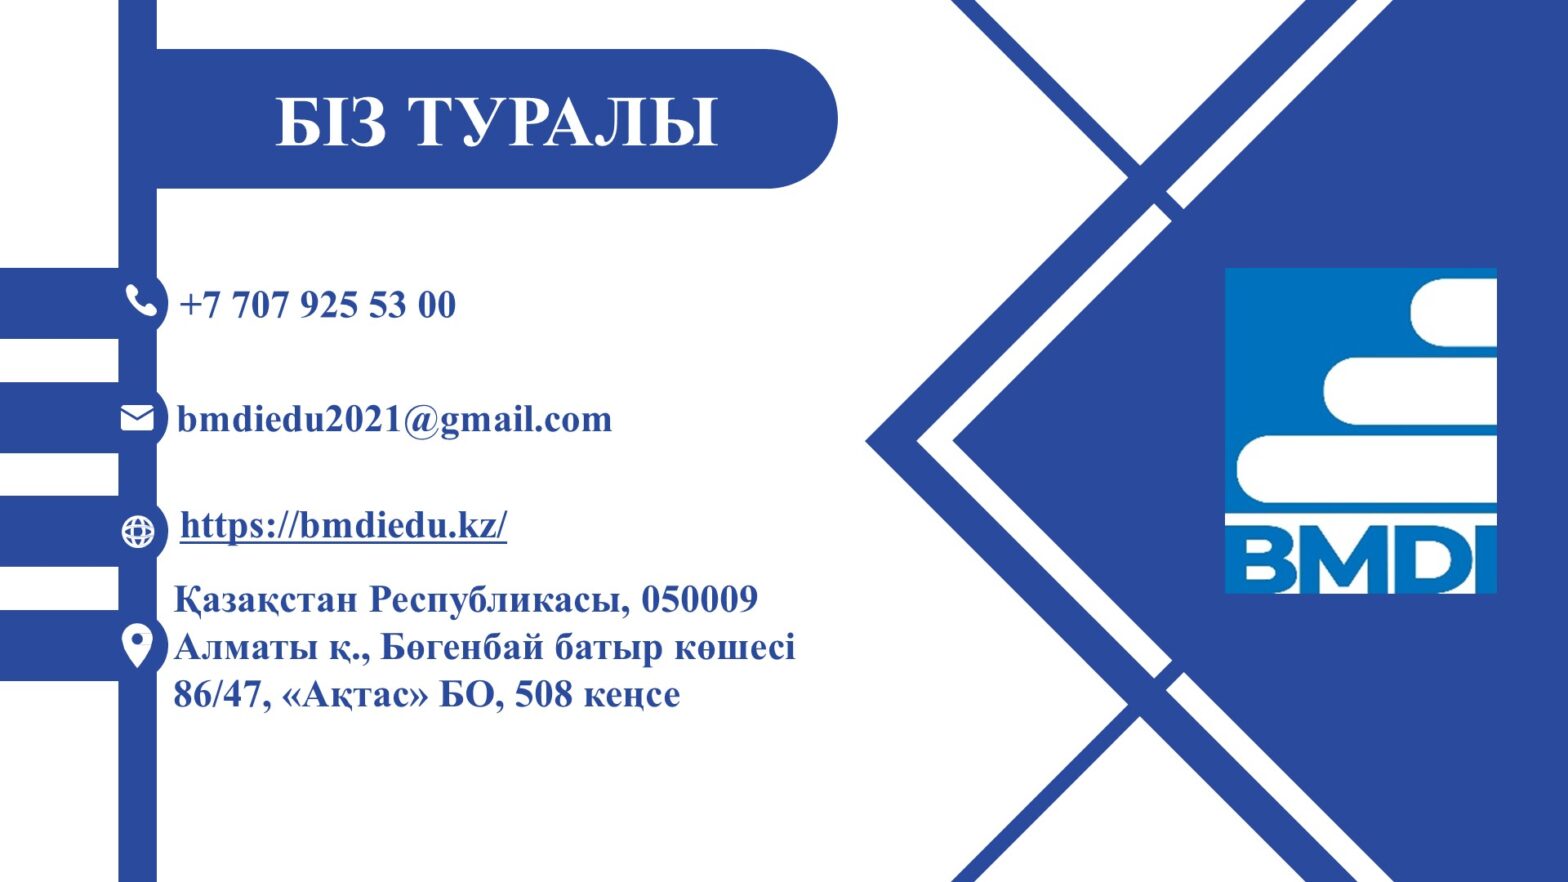 БІЗ ТУРАЛЫ
+7 707 925 53 00
bmdiedu2021@gmail.com
https://bmdiedu.kz/
Қазақстан Республикасы, 050009
Алматы қ., Бөгенбай батыр көшесі
86/47, «Ақтас» БО, 508 кеңсе
BMDI